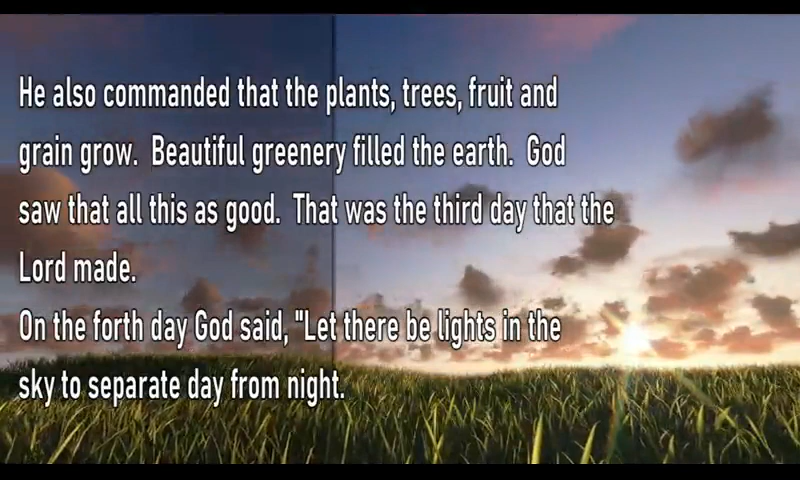 He also commanded that the plants, trees, fruit and
grain grow.  Beautiful greenery filled the earth.  God
saw that all this as good.  That was the third day that the
Lord made.
On the forth day God said, "Let there be lights in the
sky to separate day from night.